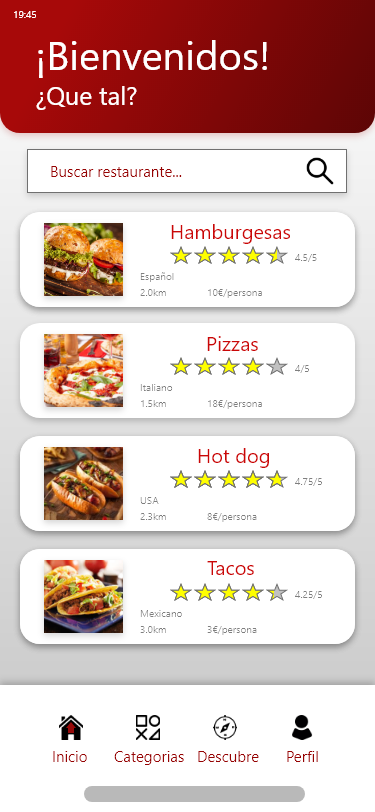 19:45
¡Bienvenidos!
¿Que tal?
Buscar restaurante...
Hamburgesas
4.5/5
Español
2.0km 10€/persona
Pizzas
4/5
Italiano
1.5km 18€/persona
Hot dog
4.75/5
USA
2.3km 8€/persona
Tacos
4.25/5
Mexicano
3.0km 3€/persona
Inicio Categorias Descubre Perfil